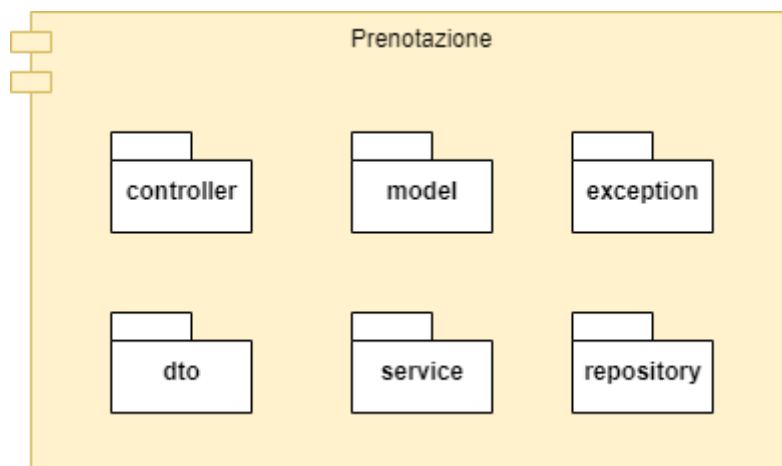 Prenotazione
controller
model
exception
dto
service
repository